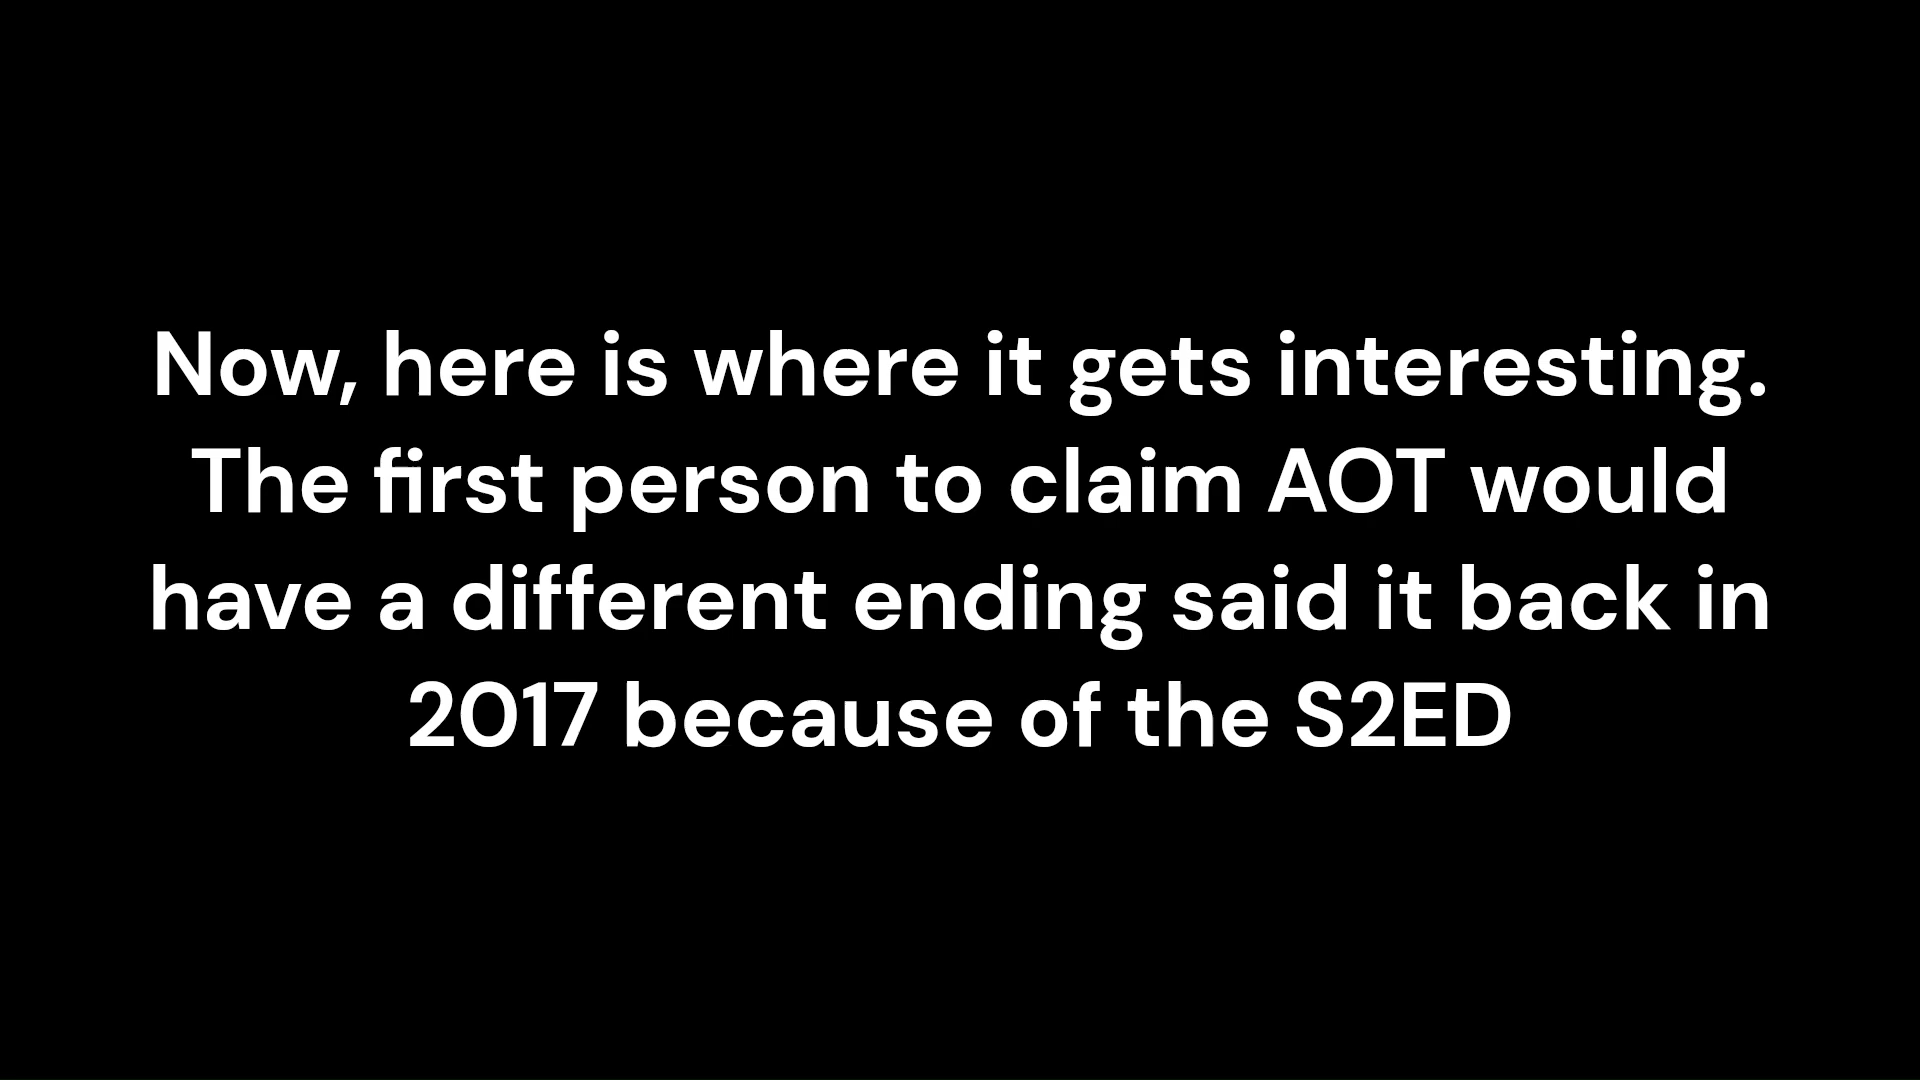 Now, here is where it gets interesting.
The first person to claim AOT would
have a different ending said it back in
2017 because of the S2ED